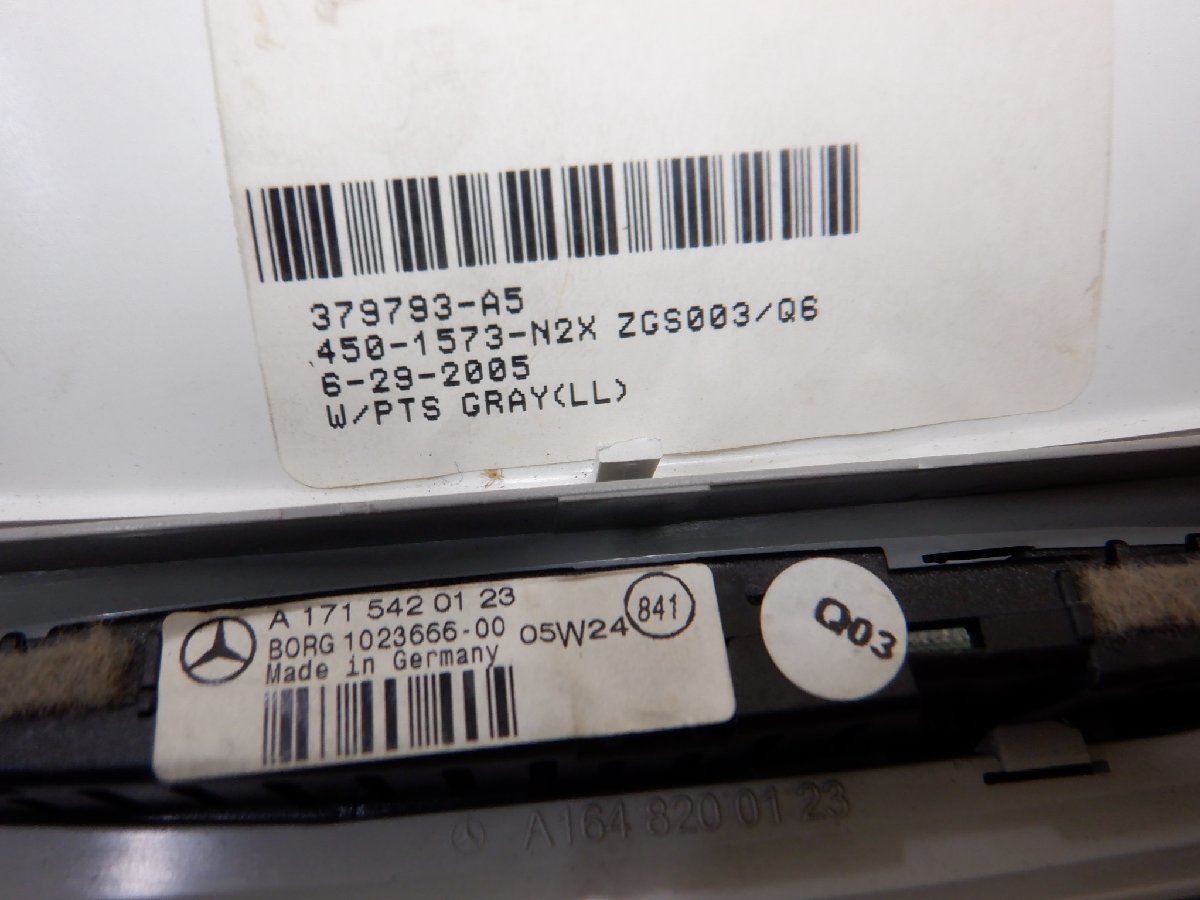 379793-A5
450-1573-N2X ZGS003/Q6
6-29-2005
W/PTS GRAY(LL)
A 171 542 01 23
BORG 1023666-00 05W24 841
Made in Germany
Q03
A164 820 01 23